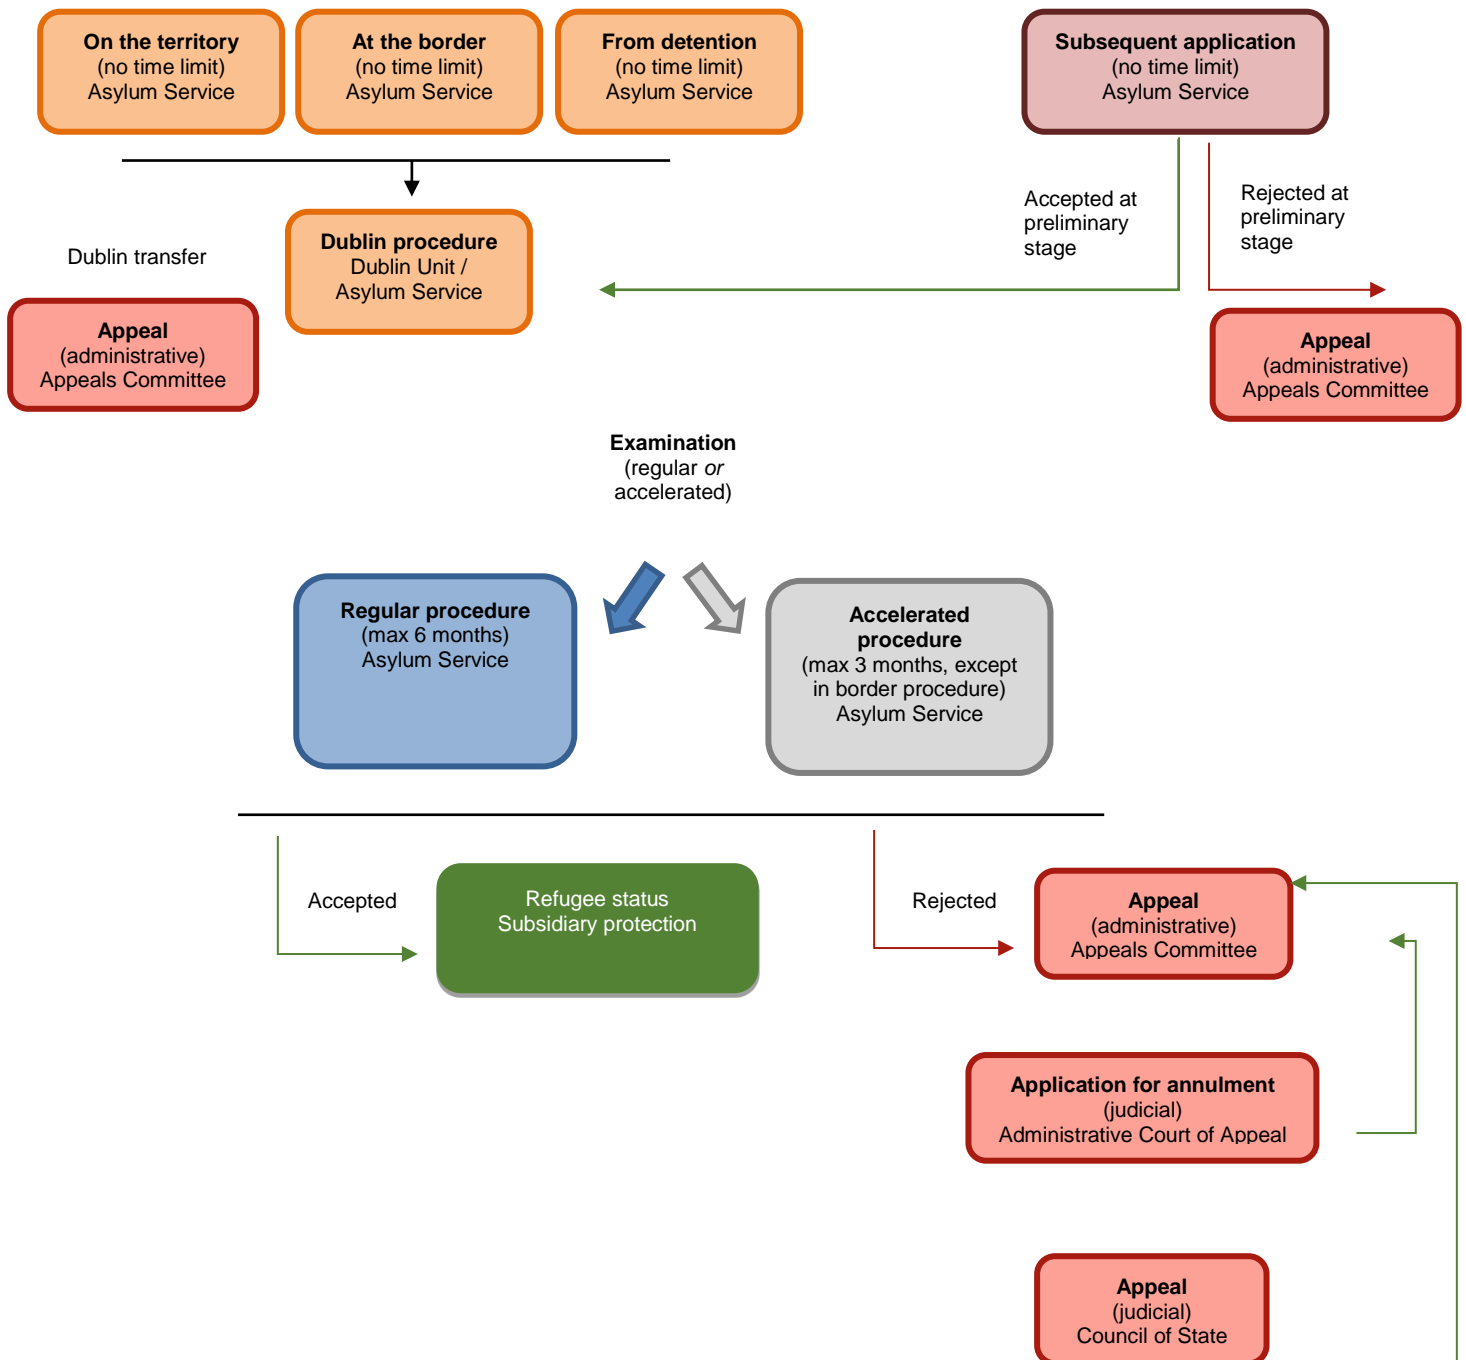 On the territory
(no time limit)
Asylum Service
At the border
(no time limit)
Asylum Service
From detention
(no time limit)
Asylum Service
Subsequent application
(no time limit)
Asylum Service
Dublin transfer
Dublin procedure
Dublin Unit /
Asylum Service
Accepted at
preliminary
stage
Rejected at
preliminary
stage
Appeal
(administrative)
Appeals Committee
Appeal
(administrative)
Appeals Committee
Examination
(regular or
accelerated)
Regular procedure
(max 6 months)
Asylum Service
Accelerated
procedure
(max 3 months, except
in border procedure)
Asylum Service
Accepted
Refugee status
Subsidiary protection
Rejected
Appeal
(administrative)
Appeals Committee
Application for annulment
(judicial)
Administrative Court of Appeal
Appeal
(judicial)
Council of State